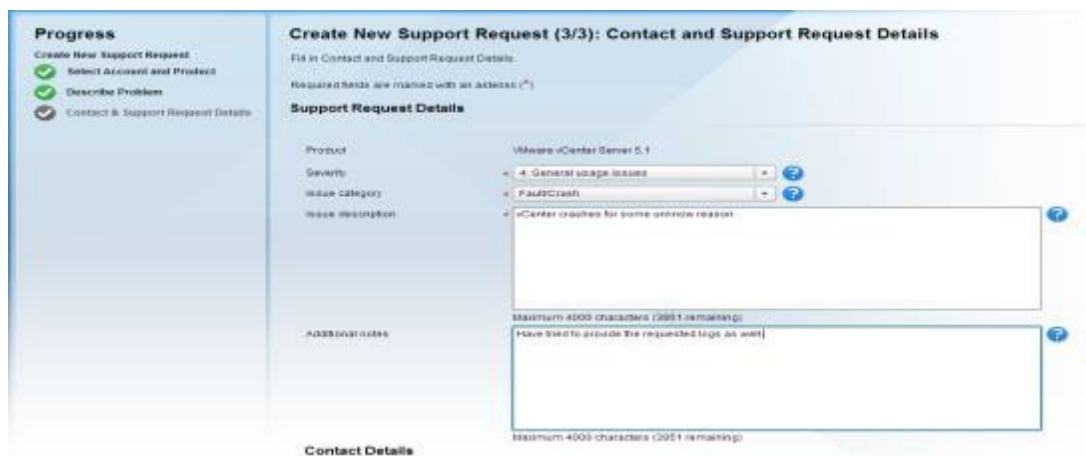 Progress
Create New Support Request
Select Account and Product
Describe Problem
Contact & Support Request Details
Create New Support Request (3/3): Contact and Support Request Details
Fill in Contact and Support Request Details.
Required fields are marked with an asterisk (*)
Support Request Details
Product VMware vCenter Server 5.1
Severity * 4: General usage issues
Issue category * Fault/Crash
Issue description * vCenter crashes for some unknow reason.
Maximum 4000 characters (3961 remaining)
Additional notes Have tried to provide the requested logs as well
Maximum 4000 characters (3951 remaining)
Contact Details